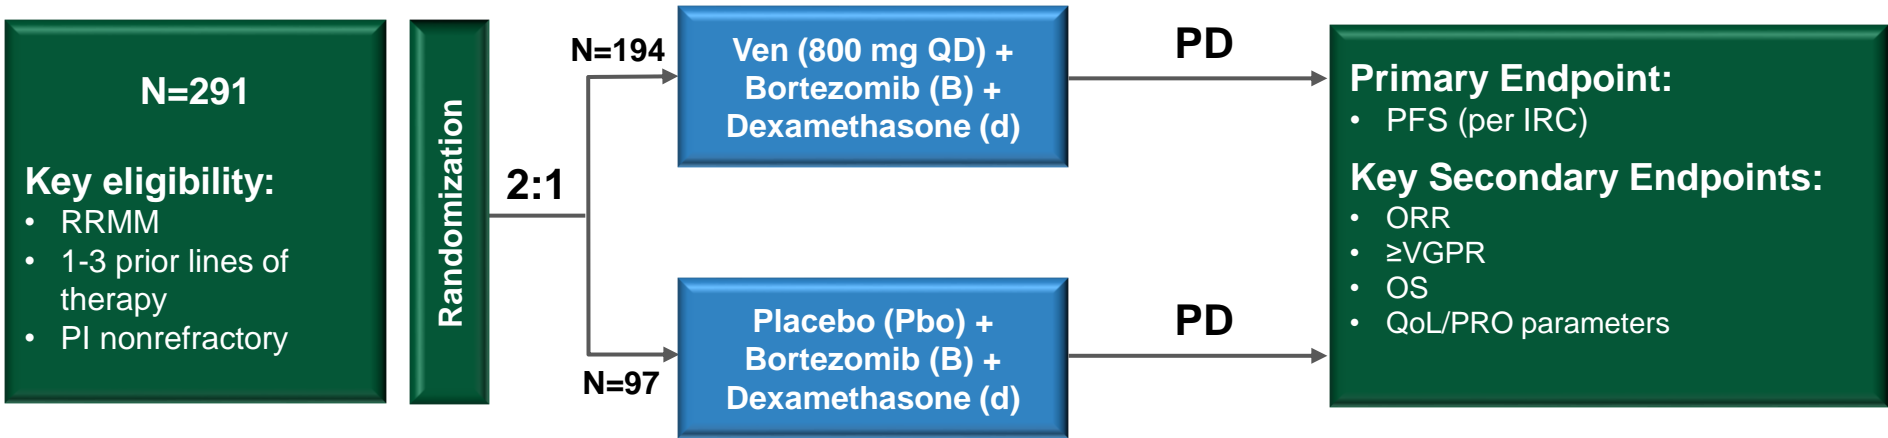 N=291
Key eligibility:
• RRMM
• 1-3 prior lines of
therapy
• PI nonrefractory
Randomization
2:1
N=194
Ven (800 mg QD) +
Bortezomib (B) +
Dexamethasone (d)
PD
N=97
Placebo (Pbo) +
Bortezomib (B) +
Dexamethasone (d)
PD
Primary Endpoint:
• PFS (per IRC)
Key Secondary Endpoints:
• ORR
• ≥VGPR
• OS
• QoL/PRO parameters